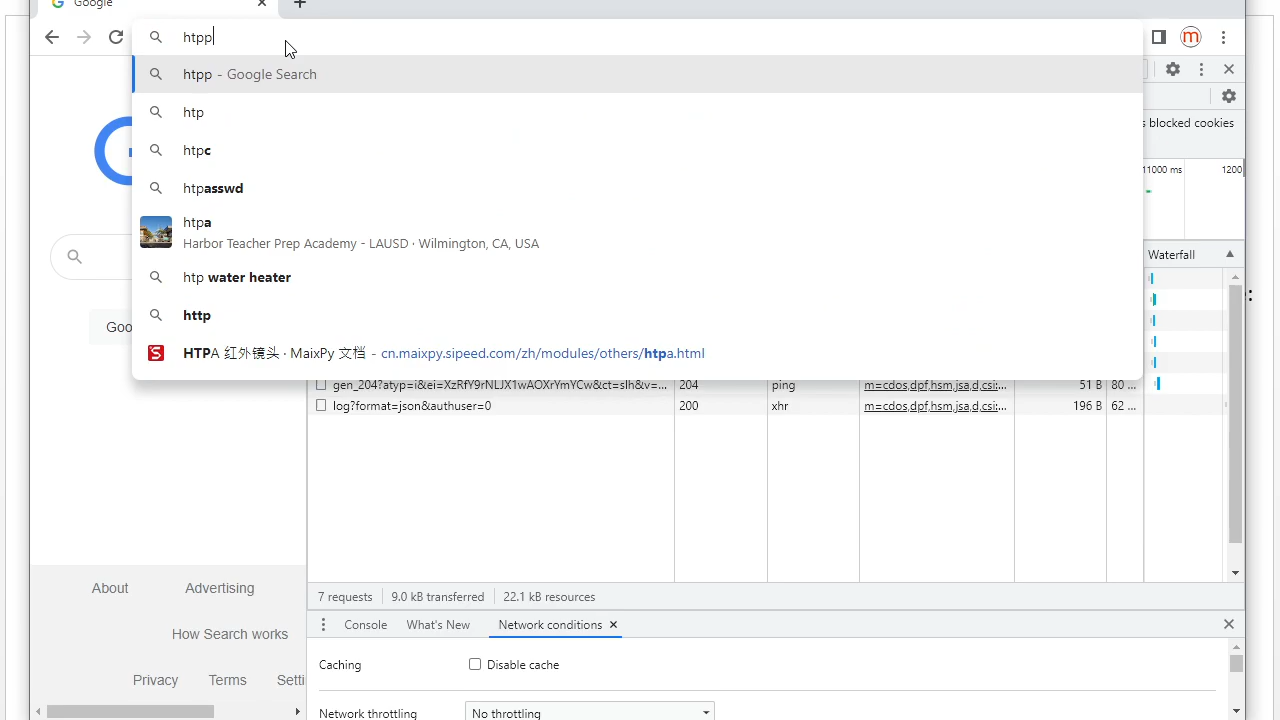 Google
htpp
m
htpp - Google Search
htp
htpc
htpasswd
htpa
Harbor Teacher Prep Academy - LAUSD · Wilmington, CA, USA
htp water heater
http
HTPA 红外镜头 · MaixPy 文档 - cn.maixpy.sipeed.com/zh/modules/others/htpa.html
s blocked cookies
11000 ms
1200
Waterfall
Goo
gen_204?atyp=i&ei=XzRfY9rNLJX1wAOXrYmYCw&ct=slh&v=... 204 ping m=cdos,dpf,hsm,jsa,d,csi:... 51 B 80 ...
log?format=json&authuser=0 200 xhr m=cdos,dpf,hsm,jsa,d,csi:... 196 B 62 ...
7 requests 9.0 kB transferred 22.1 kB resources
Console What's New Network conditions
Caching Disable cache
Network throttling No throttling
About Advertising
How Search works
Privacy Terms Setti